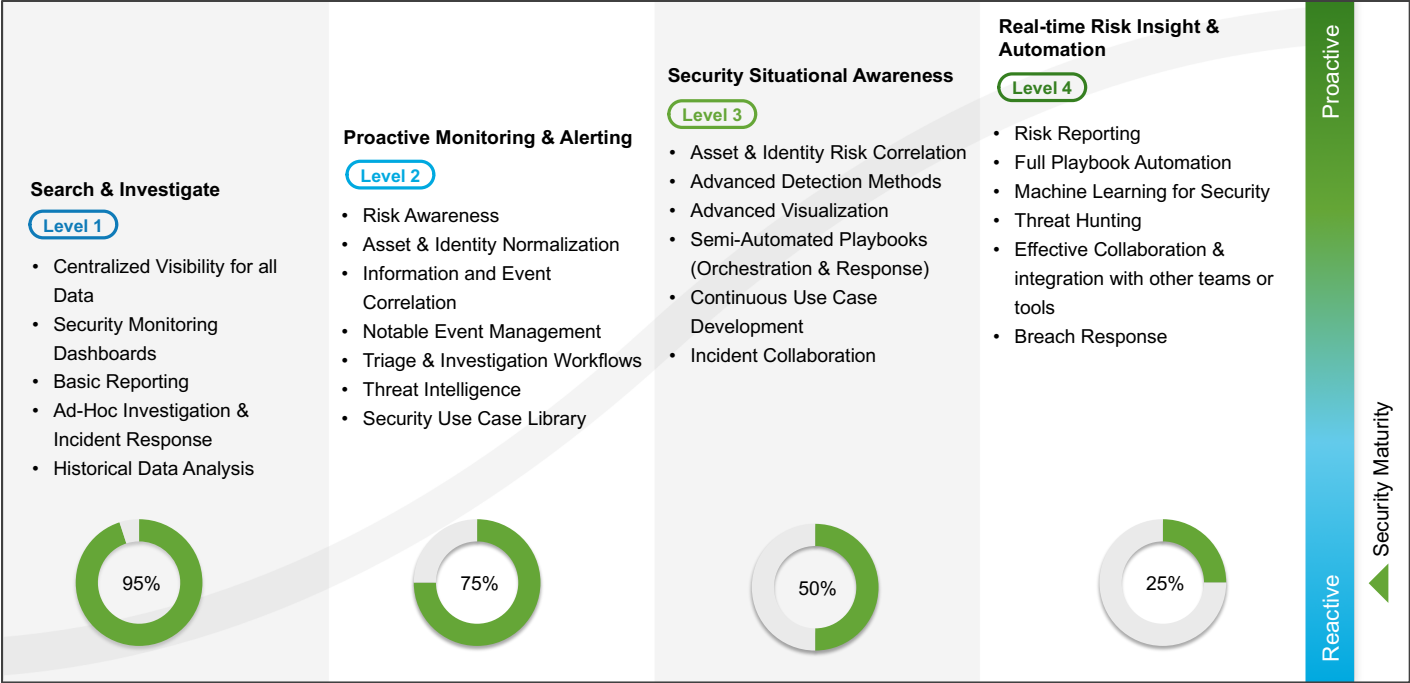 Search & Investigate
Level 1
• Centralized Visibility for all
Data
• Security Monitoring
Dashboards
• Basic Reporting
• Ad-Hoc Investigation &
Incident Response
• Historical Data Analysis
95%
Proactive Monitoring & Alerting
Level 2
• Risk Awareness
• Asset & Identity Normalization
• Information and Event
Correlation
• Notable Event Management
• Triage & Investigation Workflows
• Threat Intelligence
• Security Use Case Library
75%
Security Situational Awareness
Level 3
• Asset & Identity Risk Correlation
• Advanced Detection Methods
• Advanced Visualization
• Semi-Automated Playbooks
(Orchestration & Response)
• Continuous Use Case
Development
• Incident Collaboration
50%
Real-time Risk Insight &
Automation
Level 4
• Risk Reporting
• Full Playbook Automation
• Machine Learning for Security
• Threat Hunting
• Effective Collaboration &
integration with other teams or
tools
• Breach Response
25%
Proactive
Reactive
Security Maturity